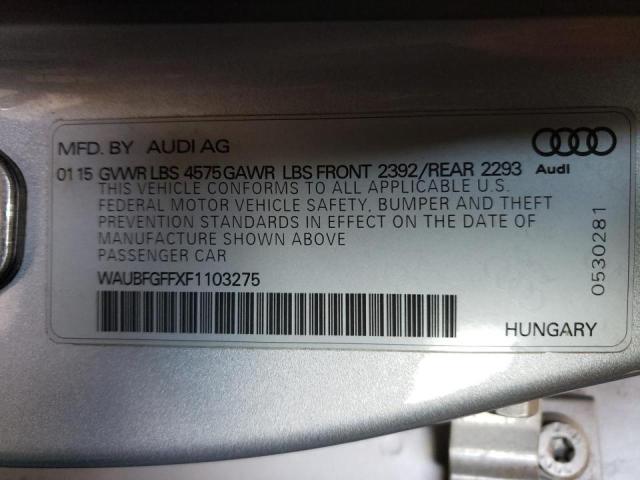 MFD. BY AUDI AG
01 15 GVWR LBS 4575 GAWR LBS FRONT 2392/REAR 2293
Audi
THIS VEHICLE CONFORMS TO ALL APPLICABLE U.S.
FEDERAL MOTOR VEHICLE SAFETY, BUMPER AND THEFT
PREVENTION STANDARDS IN EFFECT ON THE DATE OF
MANUFACTURE SHOWN ABOVE
PASSENGER CAR
WAUBFGFFXF1103275
HUNGARY
0530281